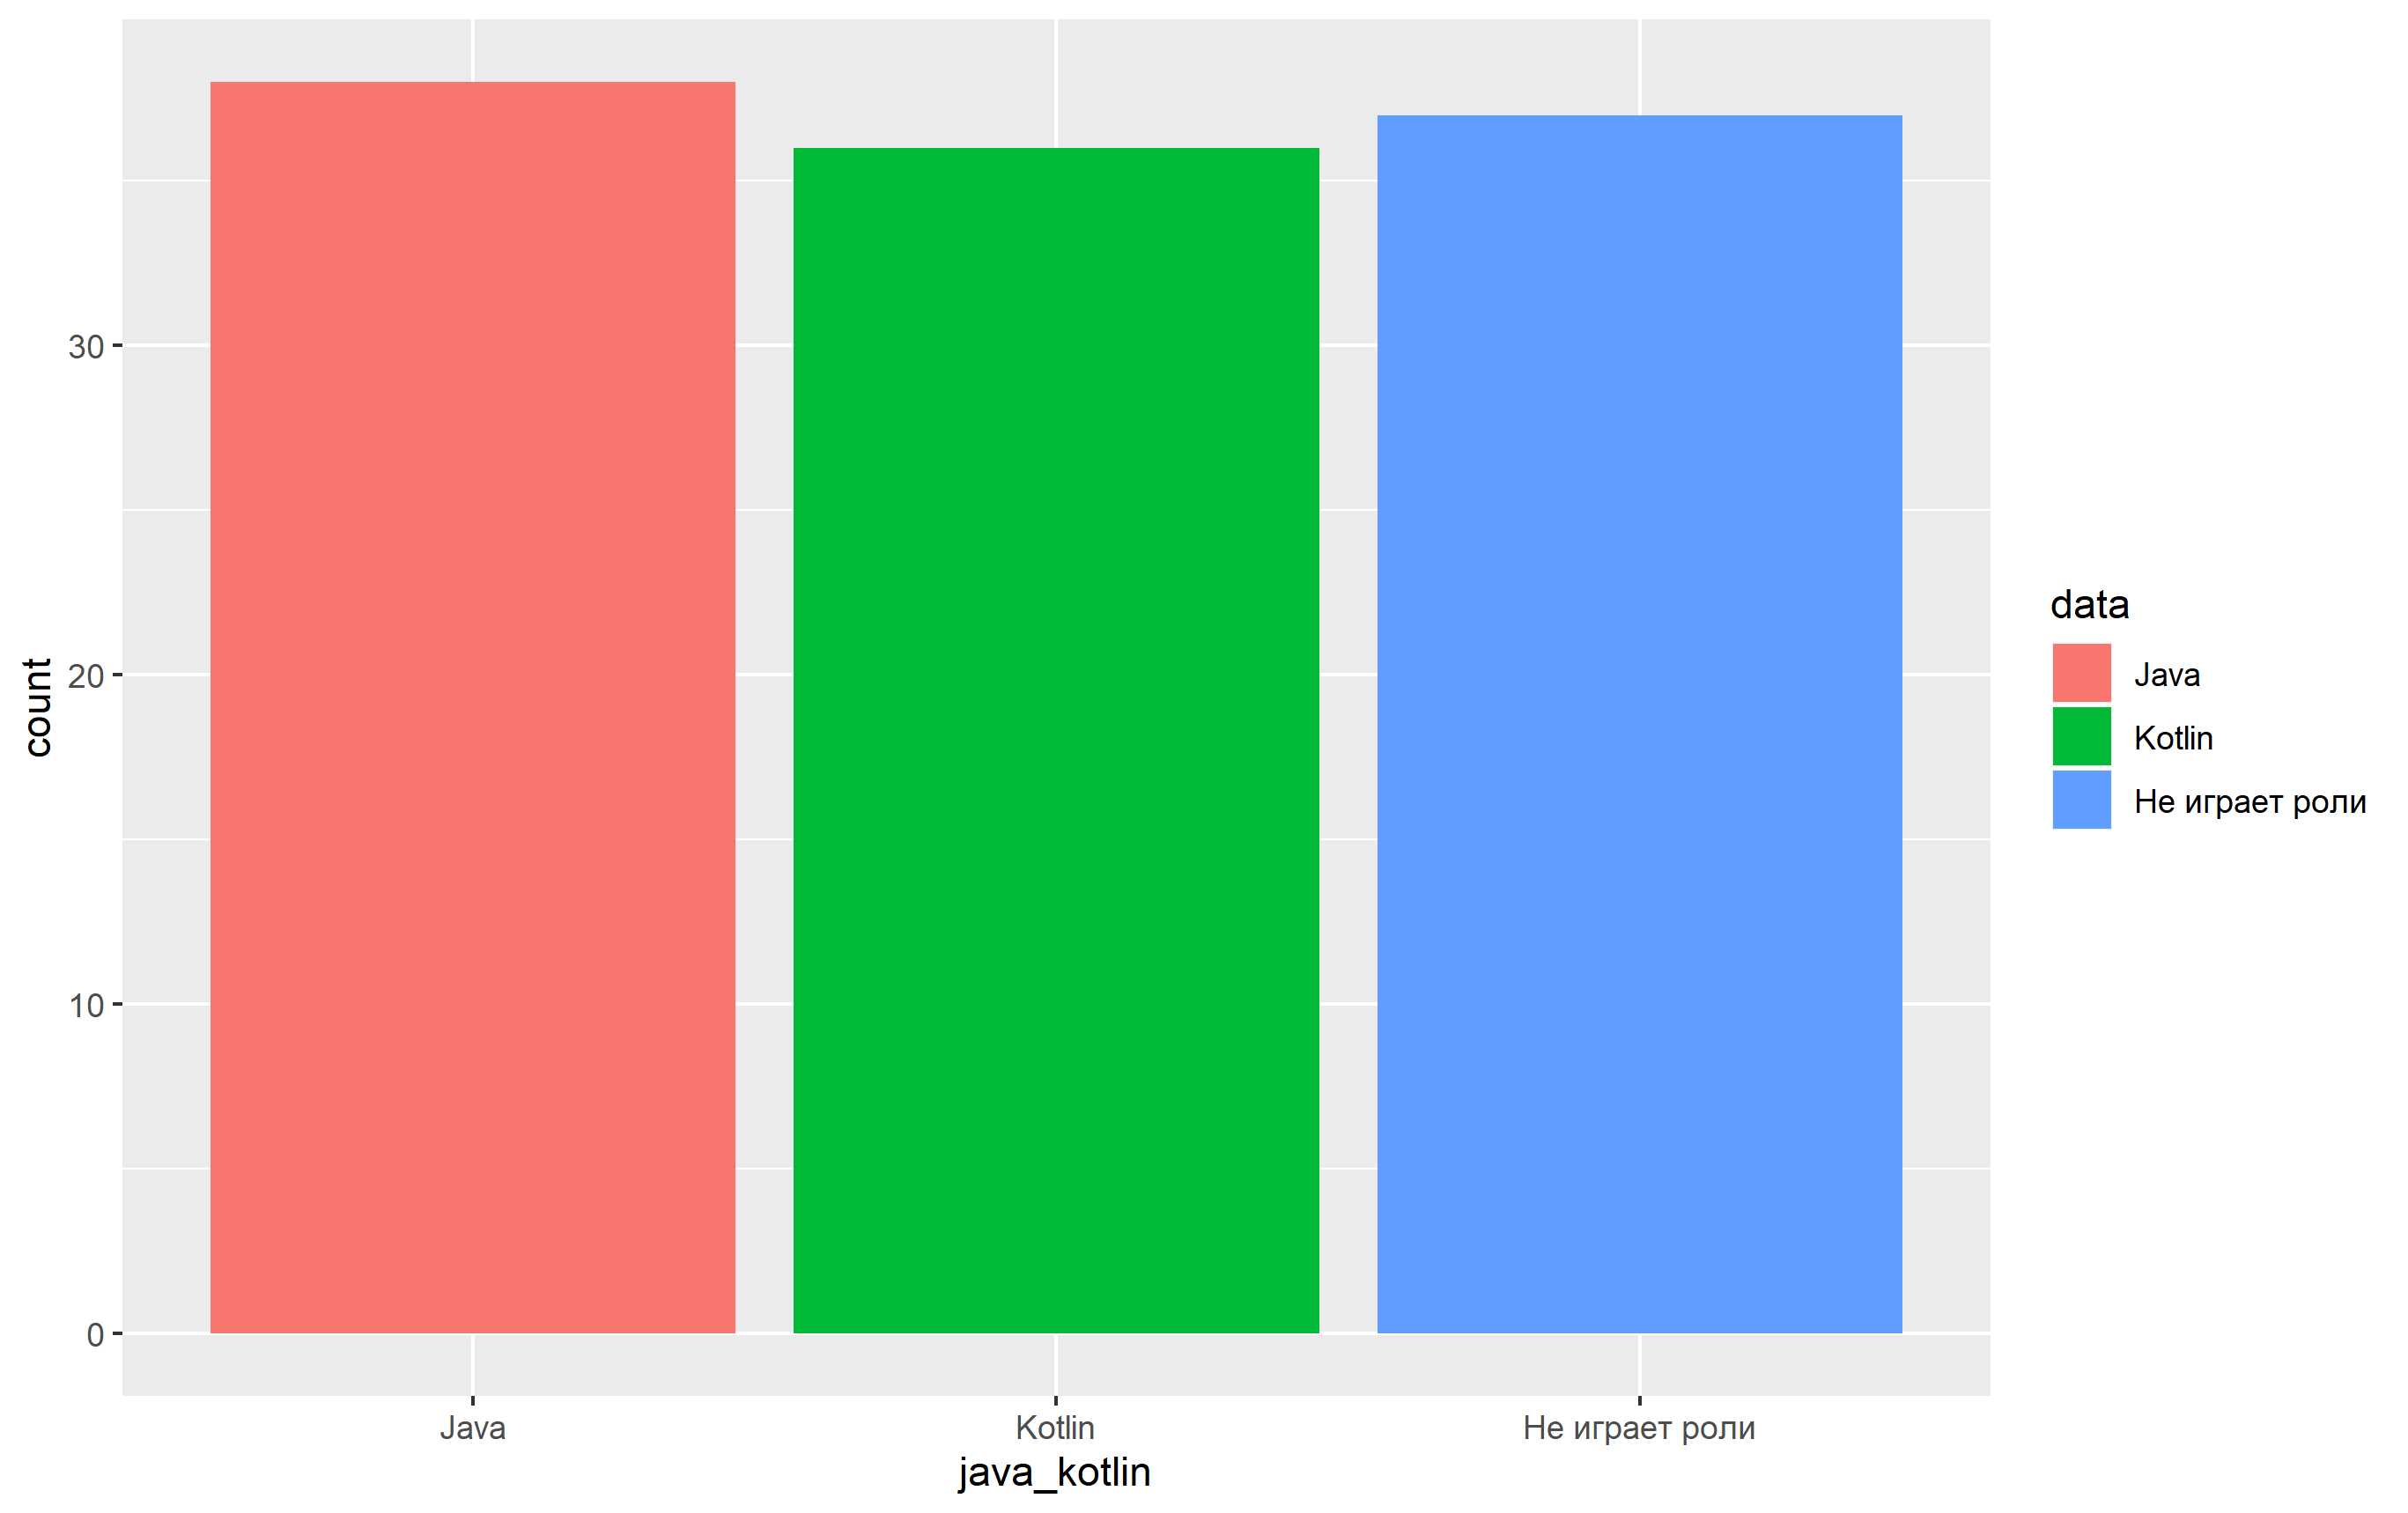 count
30
20
10
0
Java
Kotlin
Не играет роли
java_kotlin
data
Java
Kotlin
Не играет роли